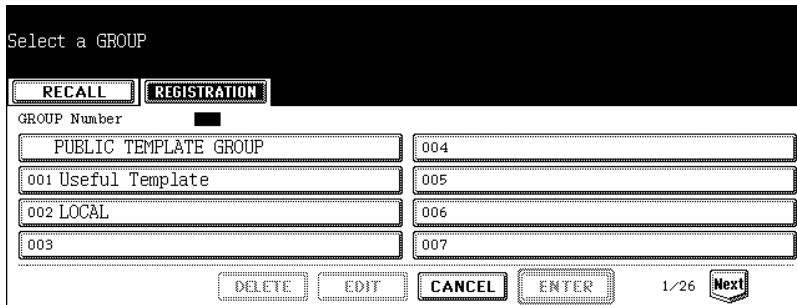 Select a GROUP
RECALL REGISTRATION
GROUP Number
PUBLIC TEMPLATE GROUP 004
001 Useful Template 005
002 LOCAL 006
003 007
DELETE EDIT CANCEL ENTER 1/26 Next